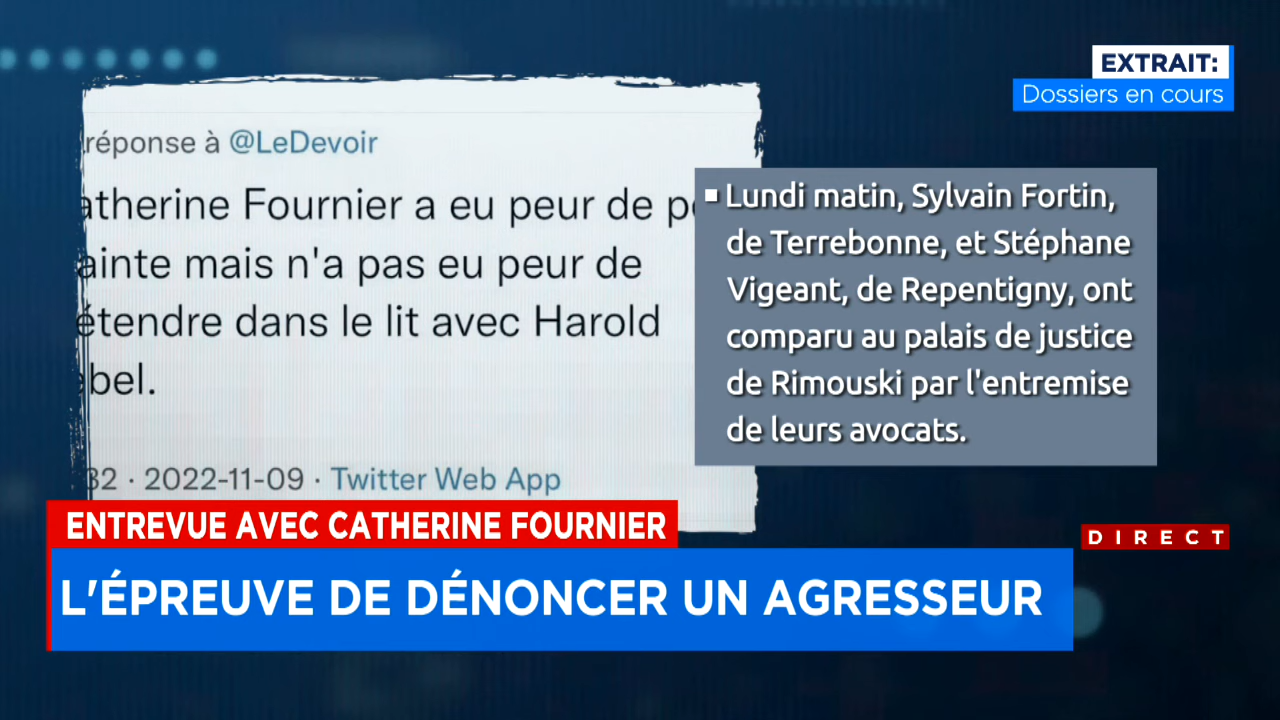 EXTRAIT:
Dossiers en cours
réponse à @LeDevoir
atherine Fournier a eu peur de p
ainte mais n'a pas eu peur de
étendre dans le lit avec Harold
bel.
32 · 2022-11-09 · Twitter Web App
▪ Lundi matin, Sylvain Fortin,
de Terrebonne, et Stéphane
Vigeant, de Repentigny, ont
comparu au palais de justice
de Rimouski par l'entremise
de leurs avocats.
ENTREVUE AVEC CATHERINE FOURNIER
DIRECT
L'ÉPREUVE DE DÉNONCER UN AGRESSEUR